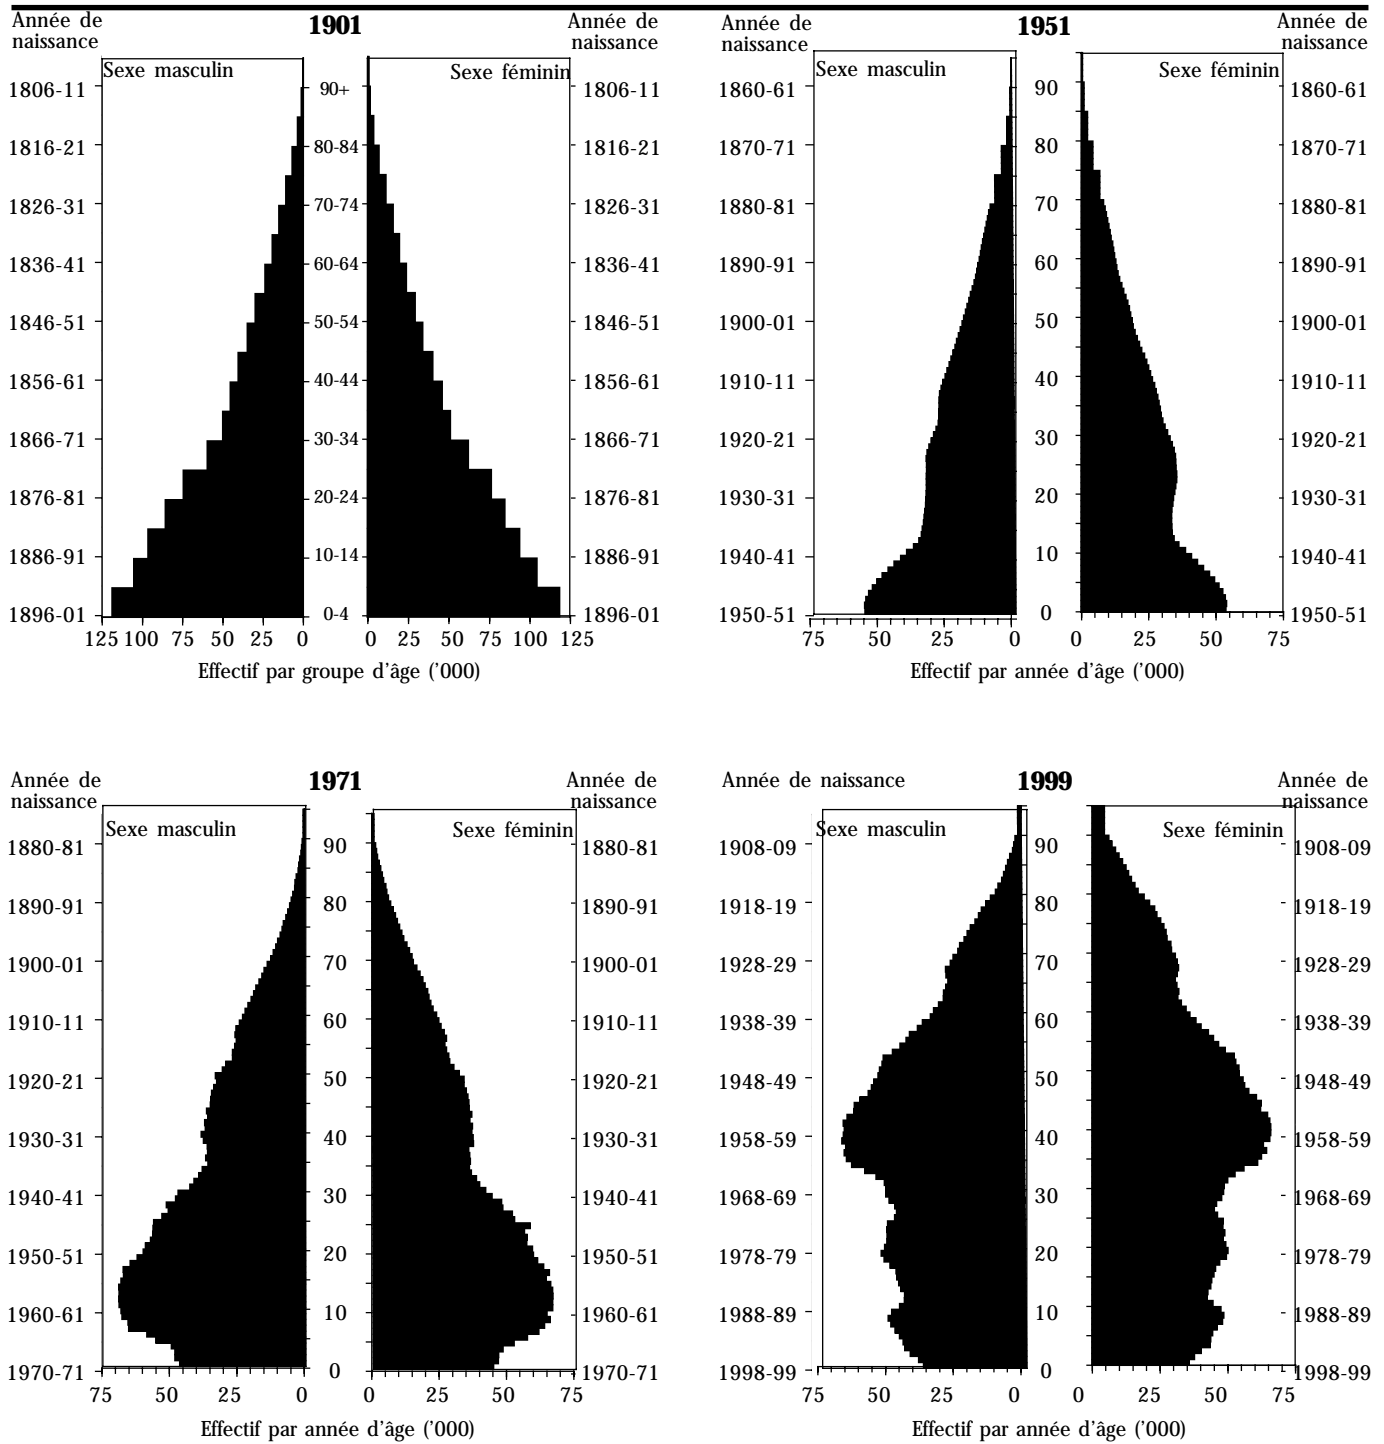 Année de naissance 1901 Année de naissance
Sexe masculin Sexe féminin
1806-11 90+ 1806-11
1816-21 80-84 1816-21
1826-31 70-74 1826-31
1836-41 60-64 1836-41
1846-51 50-54 1846-51
1856-61 40-44 1856-61
1866-71 30-34 1866-71
1876-81 20-24 1876-81
1886-91 10-14 1886-91
1896-01 0-4 1896-01
125 100 75 50 25 0 0 25 50 75 100 125
Effectif par groupe d'âge ('000)
Année de naissance 1951 Année de naissance
Sexe masculin Sexe féminin
1860-61 90 1860-61
1870-71 80 1870-71
1880-81 70 1880-81
1890-91 60 1890-91
1900-01 50 1900-01
1910-11 40 1910-11
1920-21 30 1920-21
1930-31 20 1930-31
1940-41 10 1940-41
1950-51 0 1950-51
75 50 25 0 0 25 50 75
Effectif par année d'âge ('000)
Année de naissance 1971 Année de naissance
Sexe masculin Sexe féminin
1880-81 90 1880-81
1890-91 80 1890-91
1900-01 70 1900-01
1910-11 60 1910-11
1920-21 50 1920-21
1930-31 40 1930-31
1940-41 30 1940-41
1950-51 20 1950-51
1960-61 10 1960-61
1970-71 0 1970-71
75 50 25 0 0 25 50 75
Effectif par année d'âge ('000)
Année de naissance 1999 Année de naissance
Sexe masculin Sexe féminin
1908-09 90 1908-09
1918-19 80 1918-19
1928-29 70 1928-29
1938-39 60 1938-39
1948-49 50 1948-49
1958-59 40 1958-59
1968-69 30 1968-69
1978-79 20 1978-79
1988-89 10 1988-89
1998-99 0 1998-99
75 50 25 0 0 25 50 75
Effectif par année d'âge ('000)